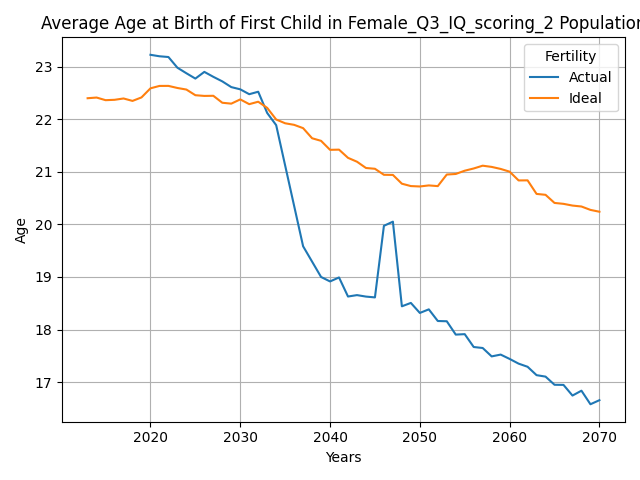 Average Age at Birth of First Child in Female_Q3_IQ_scoring_2 Population
Fertility
Actual
Ideal
23
22
21
20
19
18
17
Age
2020 2030 2040 2050 2060 2070
Years